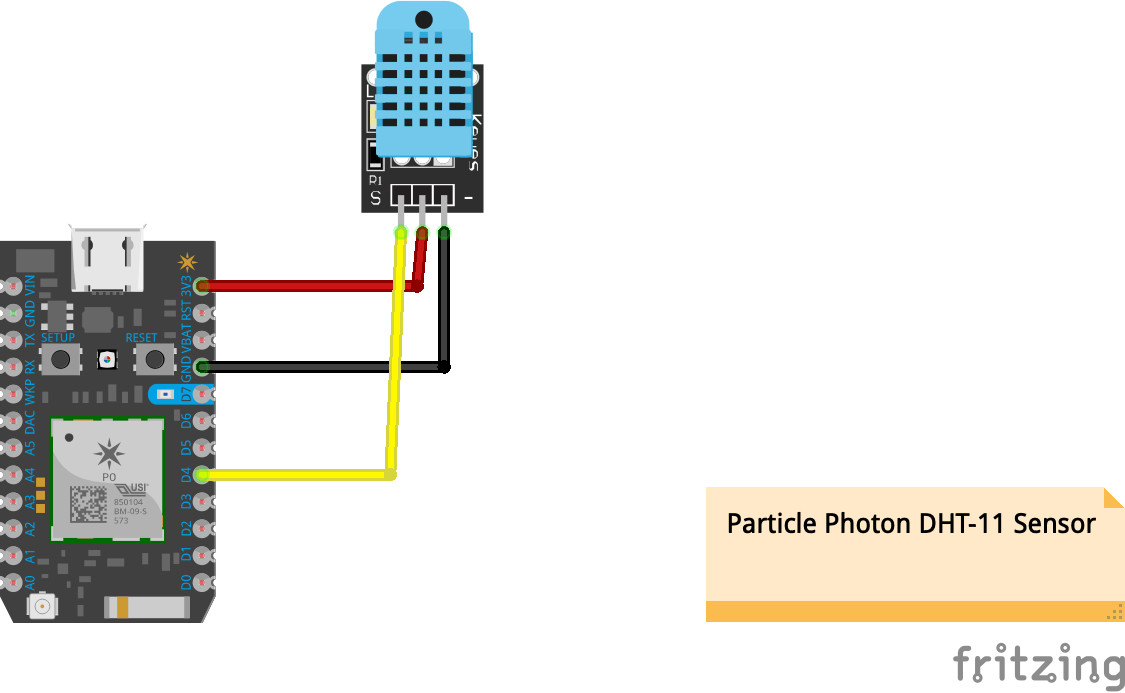 Keyes
R1
S
-
VIN
GND
TX
RX
WKP
DAC
A5
A4
A3
A2
A1
A0
SETUP
RESET
3V3
RST
VBAT
GND
D7
D6
D5
D4
D3
D2
D1
D0
P0
USI
850104
BM-09-S
573
Particle Photon DHT-11 Sensor
fritzing